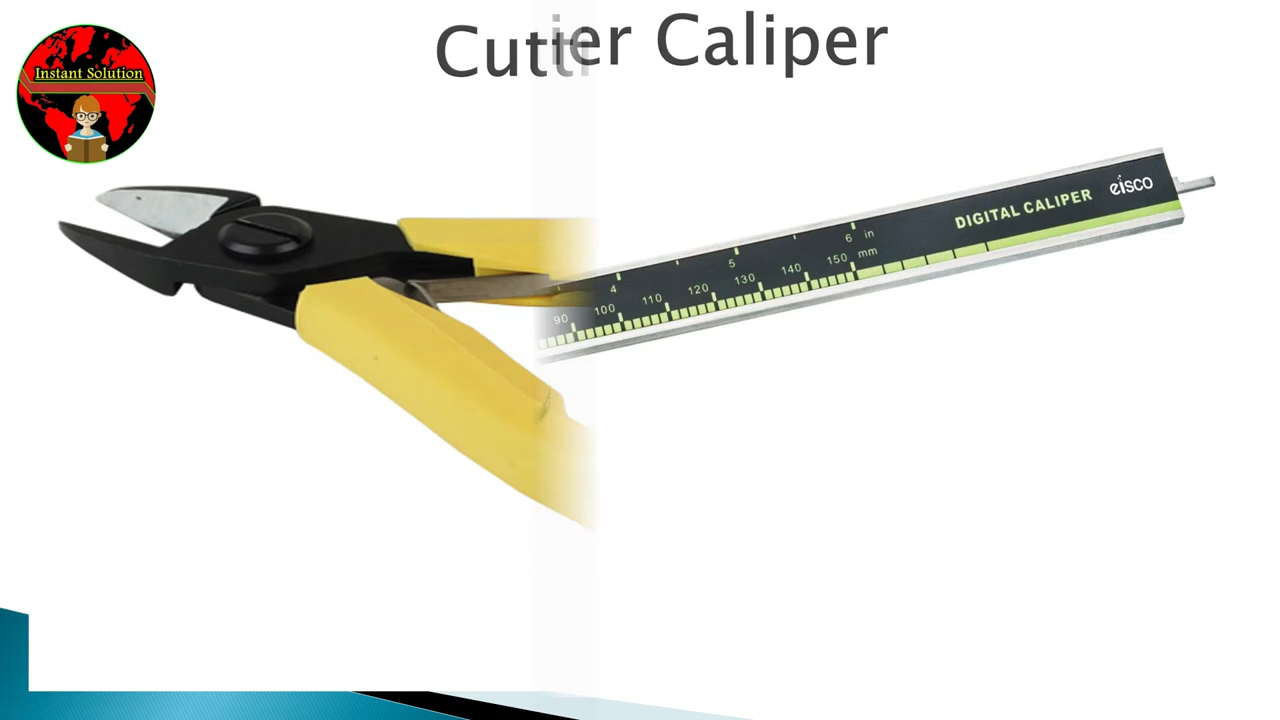 Cutt ier Caliper
Instant Solution
DIGITAL CALIPER eisco
4 5 6 in
90 100 110 120 130 140 150 mm